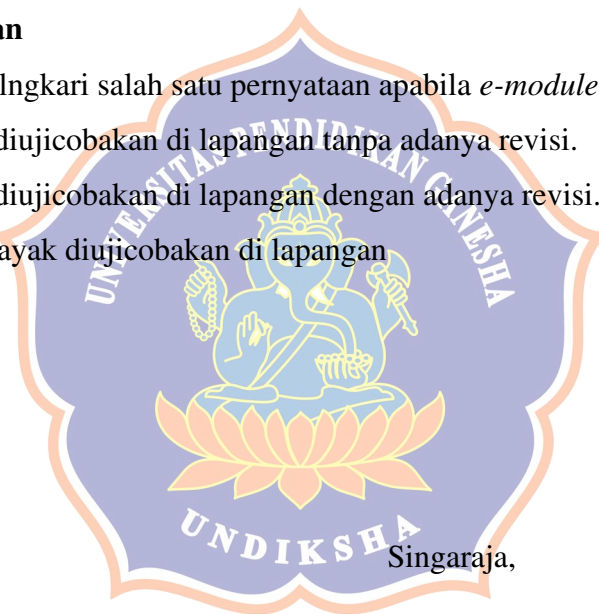 an
lngkari salah satu pernyataan apabila e-module
diujicobakan di lapangan tanpa adanya revisi.
diujicobakan di lapangan dengan adanya revisi.
ayak diujicobakan di lapangan
UNIVERSITAS PENDIDIKAN GANESHA
UNDIKSHA
Singaraja,